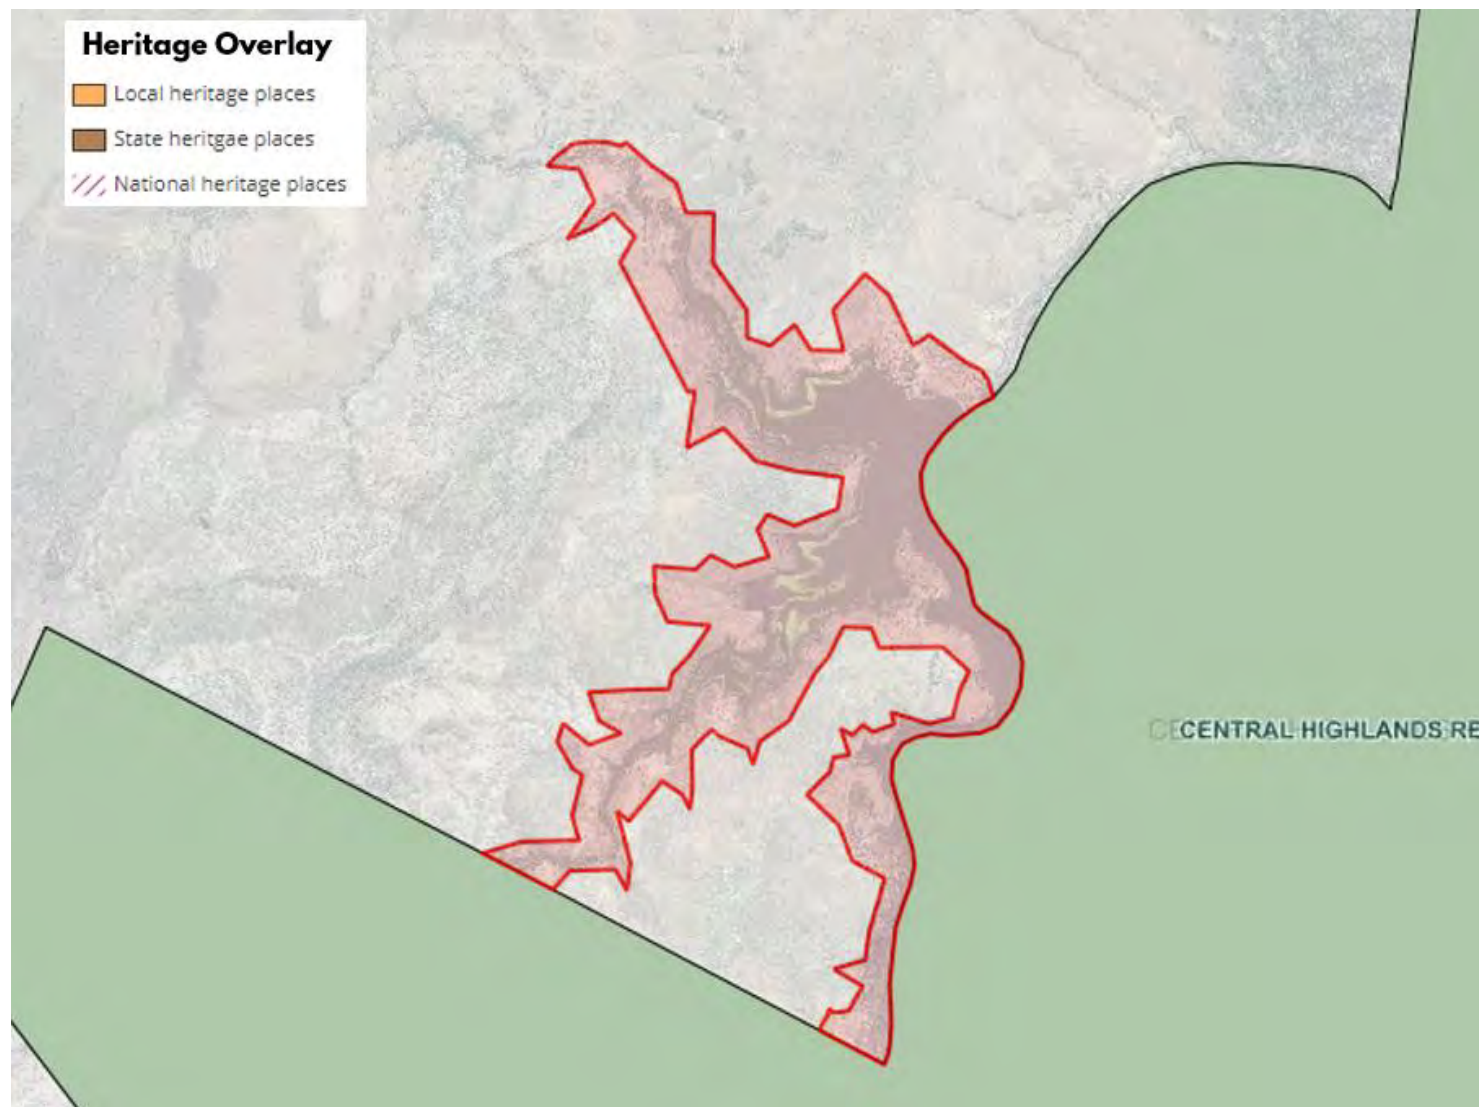 Heritage Overlay
Local heritage places
State heritgae places
National heritage places
CENTRAL HIGHLANDS RE